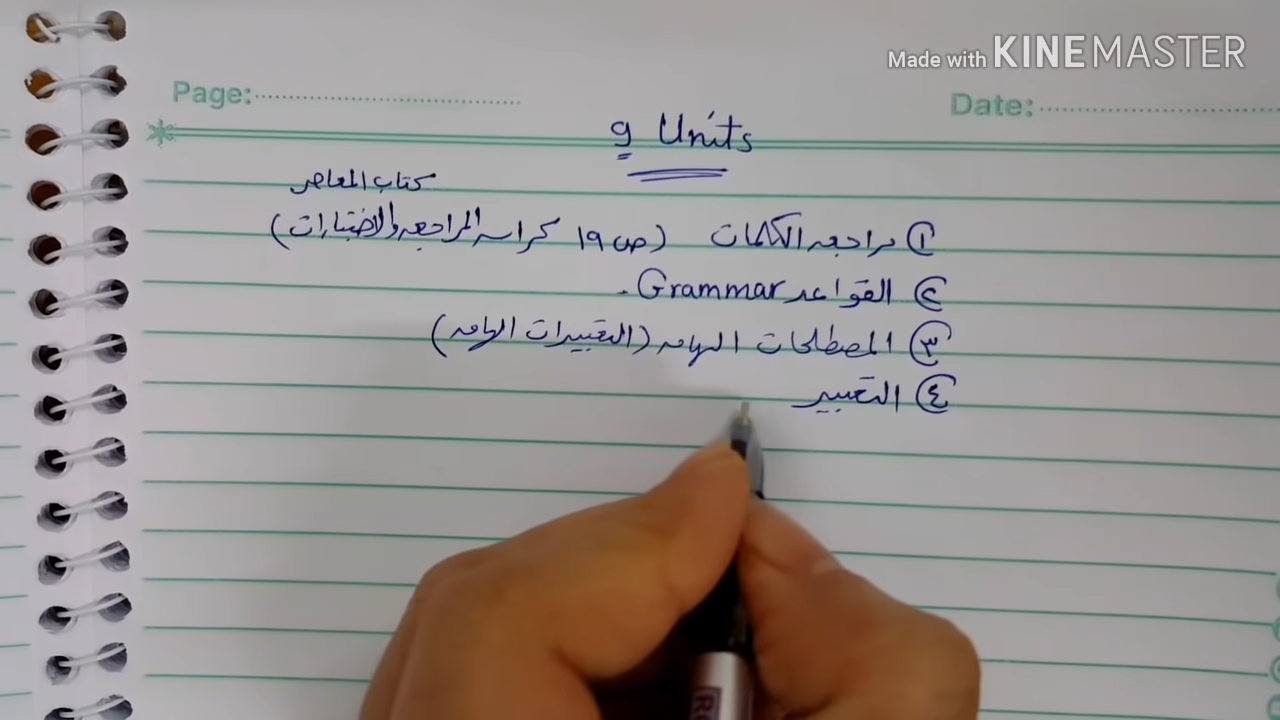 Made with KINEMASTER
Page:
Date:
9 Units
كتاب المعاصر
١ مراجعه الكلمات (ص ١٩ كراسه المراجعه والاختبارات)
٢ القواعد Grammar.
٣ المصطلحات الهامه (التعبيرات الهامه)
٤ التعبير